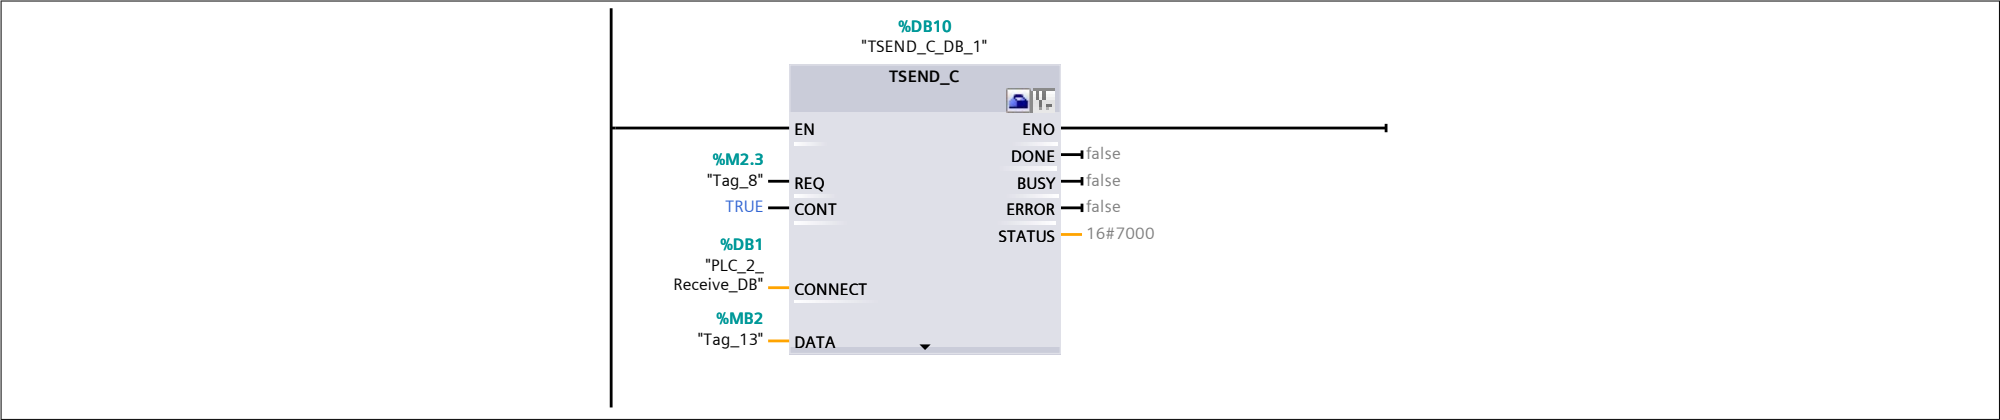 %DB10
"TSEND_C_DB_1"
TSEND_C
EN
ENO
DONE
false
%M2.3
"Tag_8"
REQ
BUSY
false
TRUE
CONT
ERROR
false
STATUS
16#7000
%DB1
"PLC_2_
Receive_DB"
CONNECT
%MB2
"Tag_13"
DATA